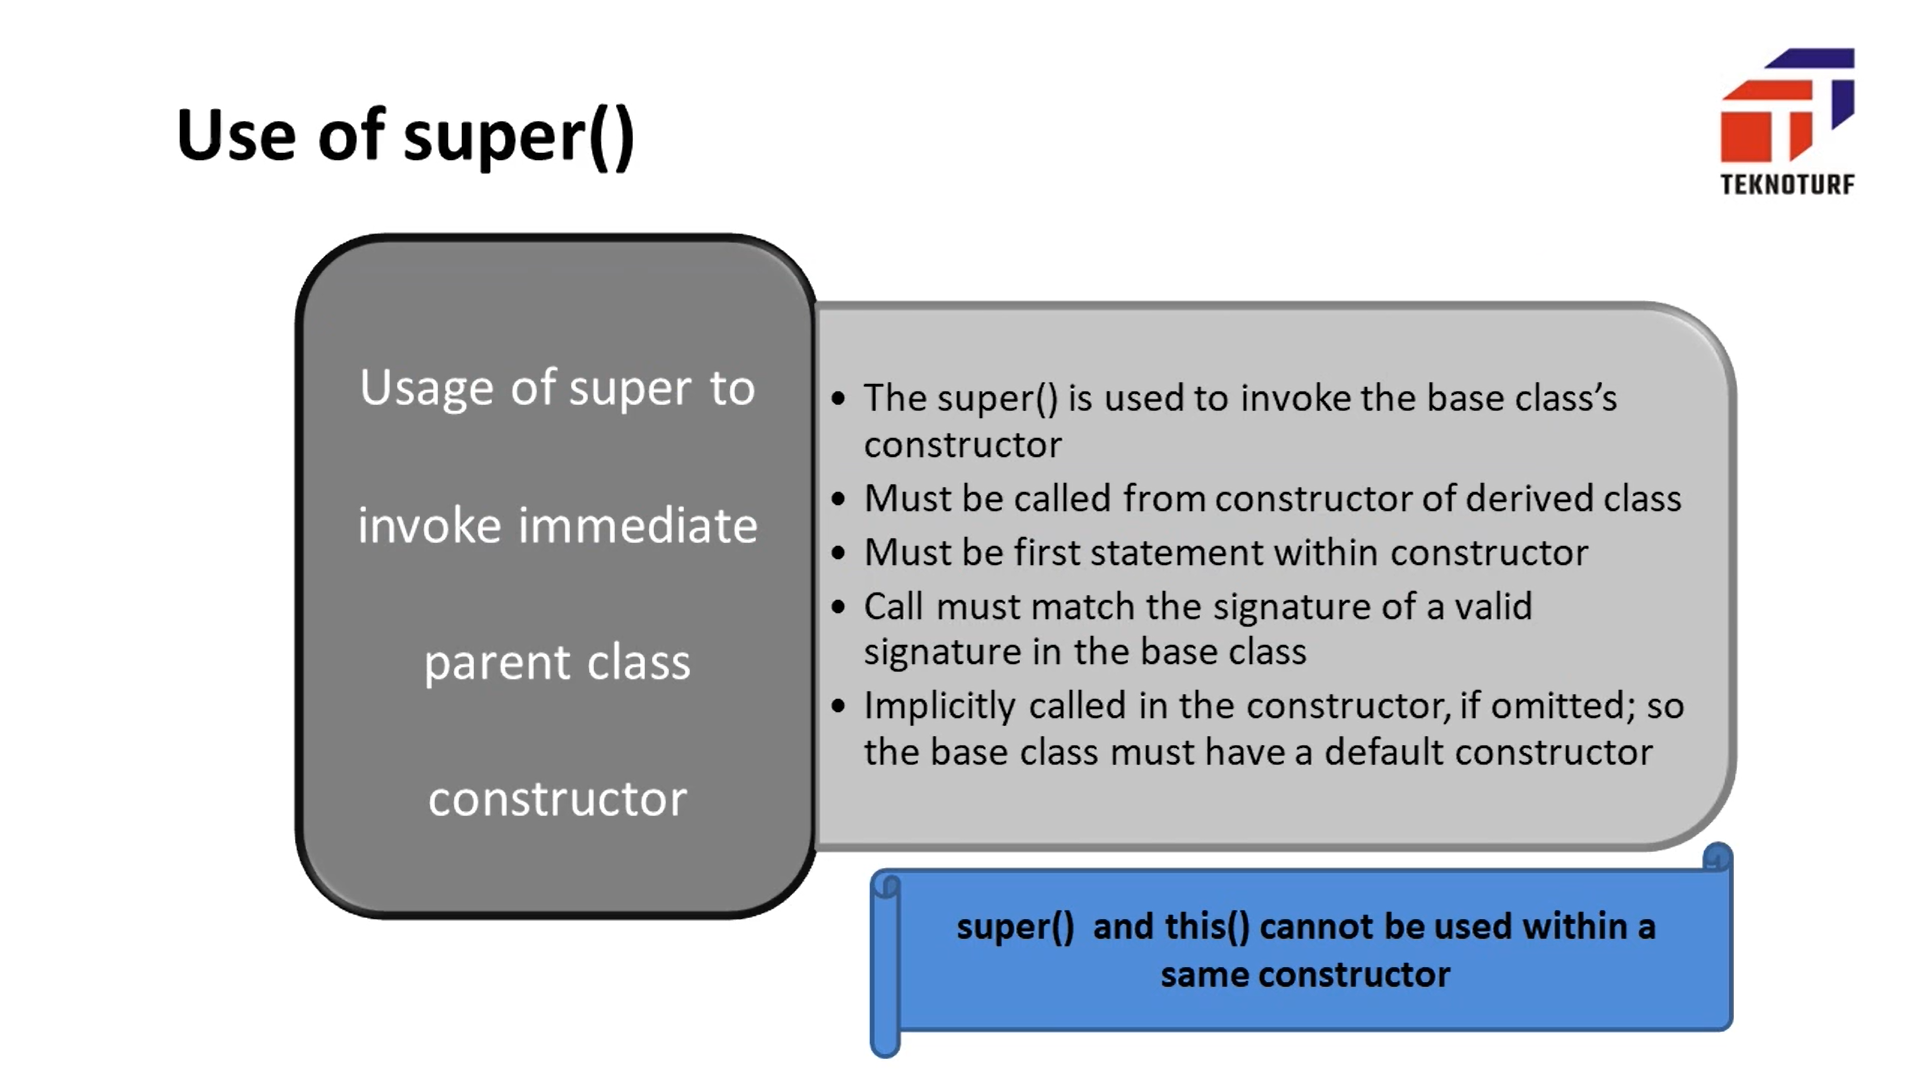 Use of super()
TEKNOTURF
Usage of super to
invoke immediate
parent class
constructor
• The super() is used to invoke the base class’s
constructor
• Must be called from constructor of derived class
• Must be first statement within constructor
• Call must match the signature of a valid
signature in the base class
• Implicitly called in the constructor, if omitted; so
the base class must have a default constructor
super() and this() cannot be used within a
same constructor